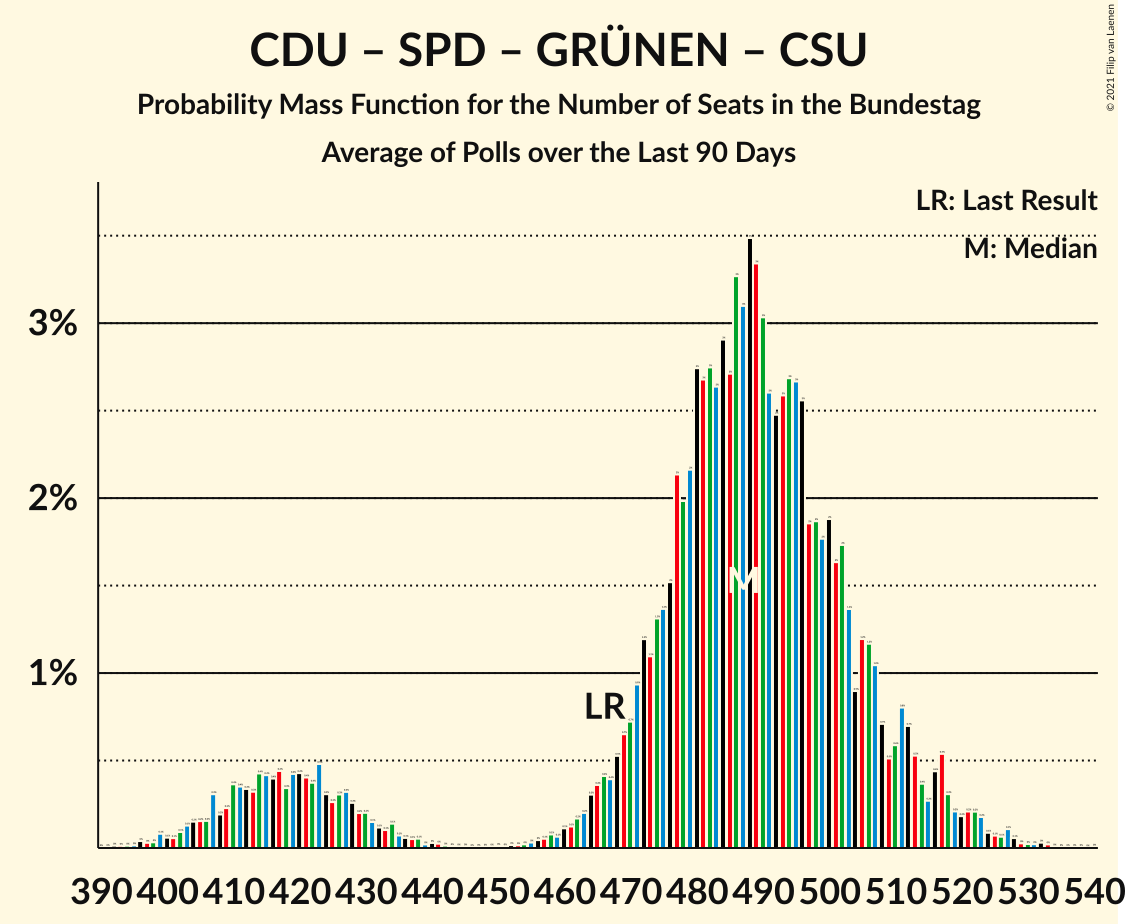 CDU – SPD – GRÜNEN – CSU
Probability Mass Function for the Number of Seats in the Bundestag
Average of Polls over the Last 90 Days
© 2021 Filip van Laenen
LR: Last Result
M: Median
3%
2%
1%
LR
M
390 400 410 420 430 440 450 460 470 480 490 500 510 520 530 540